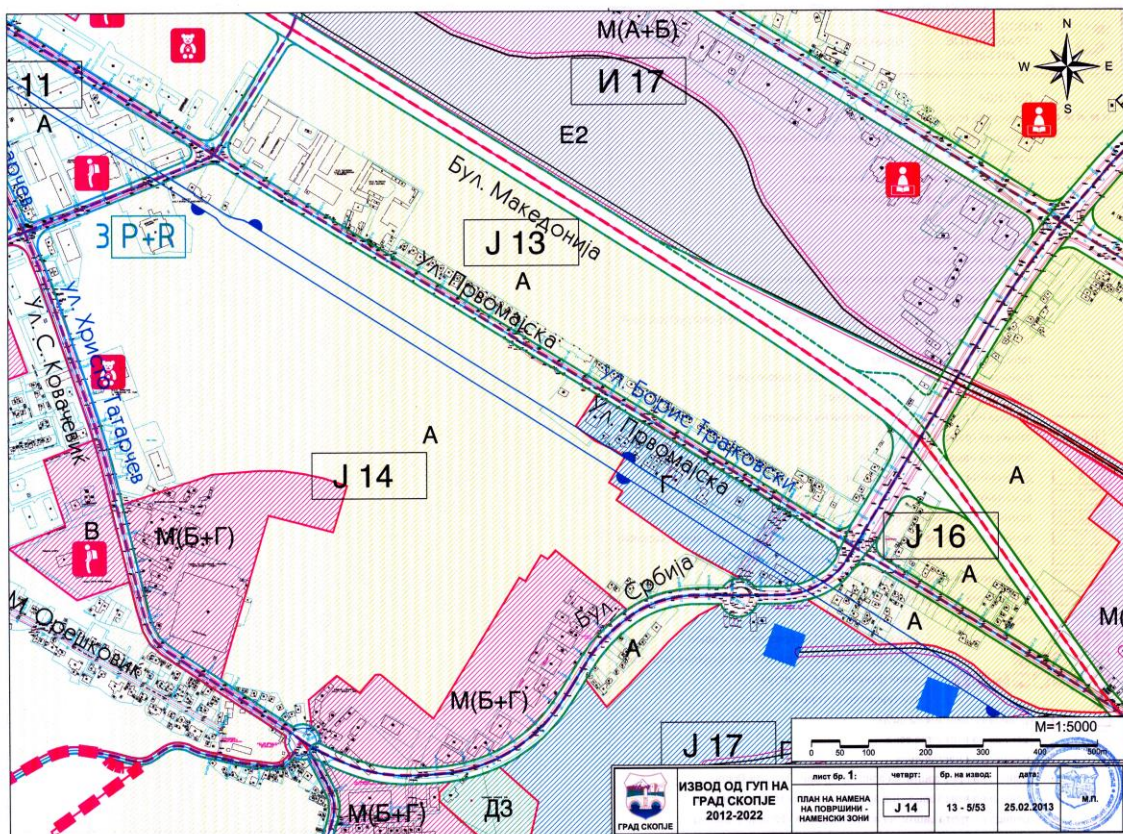 М(А+Б)
N
W E
S
И 17
11
А
Е2
Бул. Македонија
Ј 13
А
З P+R
ул. Првомајска
ул. Христо Татарчев
Ул. С. Ковачевиќ
ул. Борис Трајковски
ул. Првомајска
А
Ј 14
Г
А
В
М(Б+Г)
Ј 16
А
А
Бул. Србија
А
М. Орешковиќ
М(Б+Г)
М(Б+Г)
Д3
Ј 17
М=1:5000
0 50 100 200 300 400 500m
ГРАД СКОПЈЕ
ИЗВОД ОД ГУП НА
ГРАД СКОПЈЕ
2012-2022
лист бр. 1:
ПЛАН НА НАМЕНА
НА ПОВРШИНИ -
НАМЕНСКИ ЗОНИ
четврт:
Ј 14
бр. на извод:
13 - 5/53
дата:
25.02.2013
М.П.